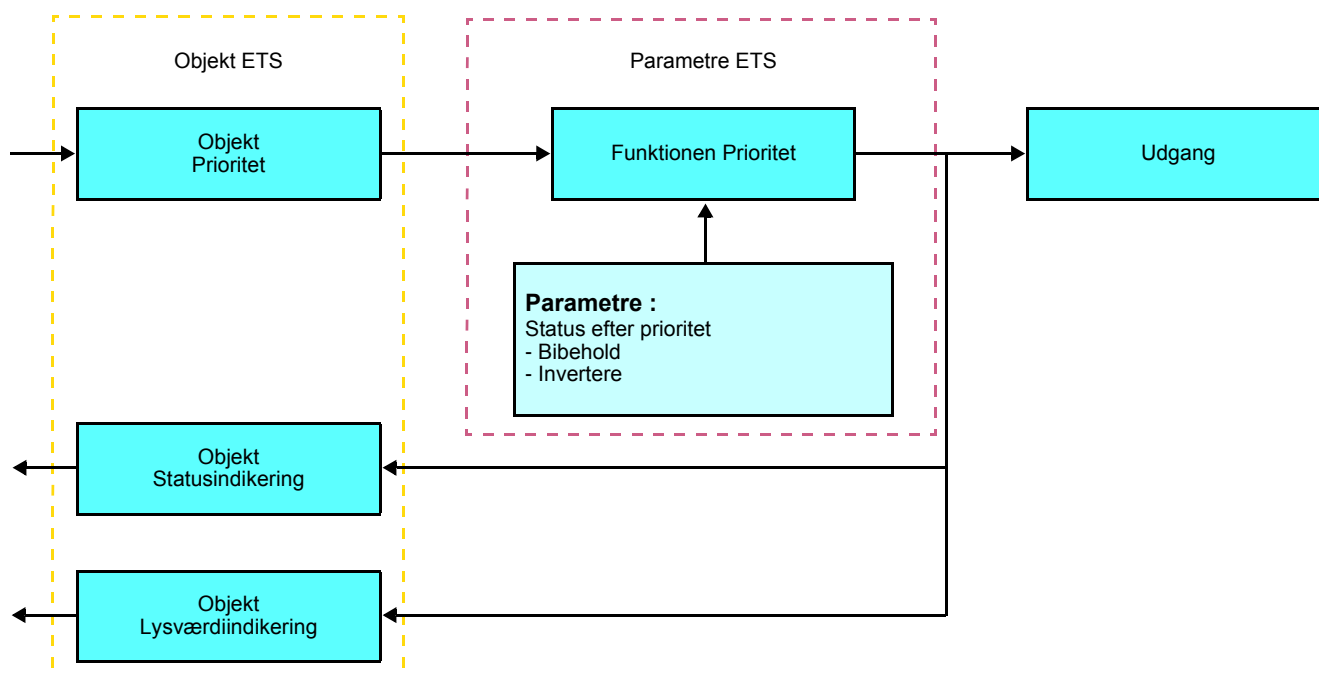 Objekt ETS
Parametre ETS
Objekt
Prioritet
Funktionen Prioritet
Udgang
Parametre :
Status efter prioritet
- Bibehold
- Invertere
Objekt
Statusindikering
Objekt
Lysværdiindikering